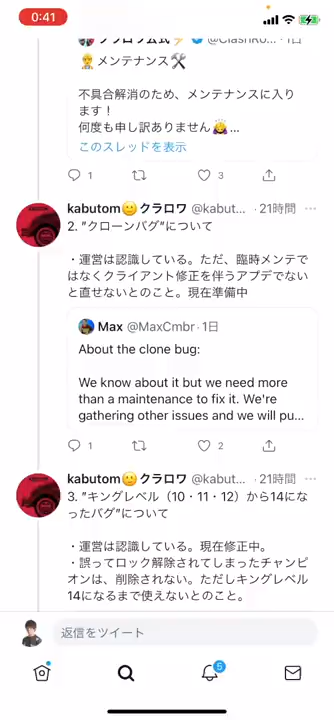 0:41
クラロワ公式 @ClashRo... · 1日
メンテナンス
不具合解消のため、メンテナンスに入り
ます！
何度も申し訳ありません...
このスレッドを表示
1
3
kabutom クラロワ @kabut... · 21時間
2. ”クローンバグ”について
・運営は認識している。ただ、臨時メンテで
はなくクライアント修正を伴うアプデでない
と直せないとのこと。現在準備中
Max @MaxCmbr · 1日
About the clone bug:
We know about it but we need more
than a maintenance to fix it. We're
gathering other issues and we will pu...
1
2
kabutom クラロワ @kabut... · 21時間
3. ”キングレベル（10・11・12）から14になっ
たバグ”について
・運営は認識している。現在修正中。
・誤ってロック解除されてしまったチャンピ
オンは、削除されない。ただしキングレベル
14になるまで使えないとのこと。
返信をツイート
5